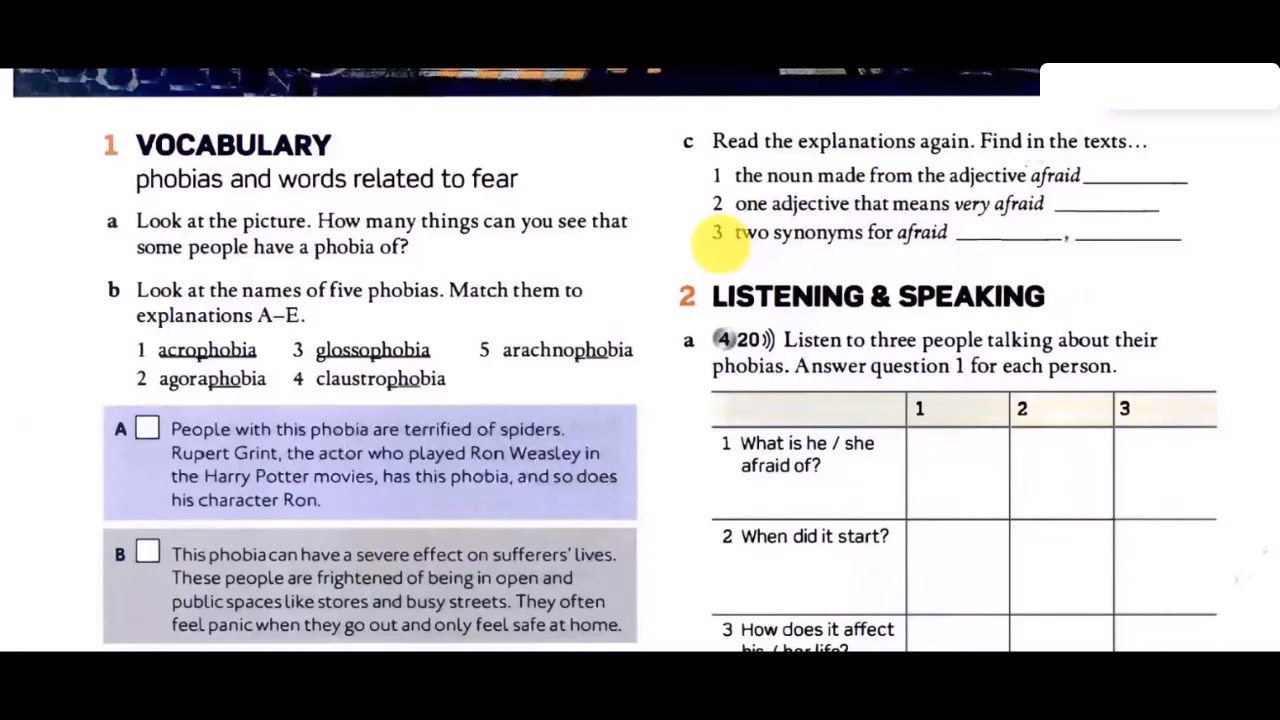 1 VOCABULARY
phobias and words related to fear
a Look at the picture. How many things can you see that
some people have a phobia of?
b Look at the names of five phobias. Match them to
explanations A–E.
1 acrophobia 3 glossophobia 5 arachnophobia
2 agoraphobia 4 claustrophobia
A People with this phobia are terrified of spiders.
Rupert Grint, the actor who played Ron Weasley in
the Harry Potter movies, has this phobia, and so does
his character Ron.
B This phobia can have a severe effect on sufferers' lives.
These people are frightened of being in open and
public spaces like stores and busy streets. They often
feel panic when they go out and only feel safe at home.
c Read the explanations again. Find in the texts...
1 the noun made from the adjective afraid ________
2 one adjective that means very afraid ________
3 two synonyms for afraid ________, ________
2 LISTENING & SPEAKING
a 4 20))) Listen to three people talking about their
phobias. Answer question 1 for each person.
1 2 3
1 What is he / she
afraid of?
2 When did it start?
3 How does it affect
his / her life?